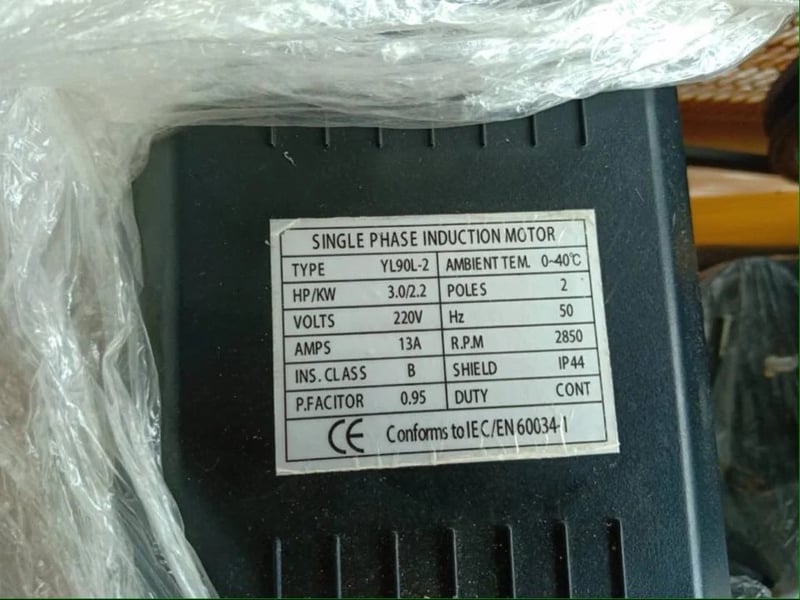 SINGLE PHASE INDUCTION MOTOR
TYPE YL90L-2 AMBIENT TEM. 0~40℃
HP/KW 3.0/2.2 POLES 2
VOLTS 220V Hz 50
AMPS 13A R.P.M 2850
INS. CLASS B SHIELD IP44
P.FACITOR 0.95 DUTY CONT
CE Conforms to IEC/EN 60034-1